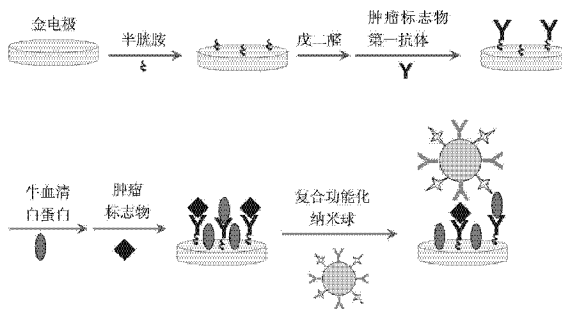 金电极
半胱胺
戊二醛
肿瘤标志物
第一抗体
牛血清
白蛋白
肿瘤
标志物
复合功能化
纳米球